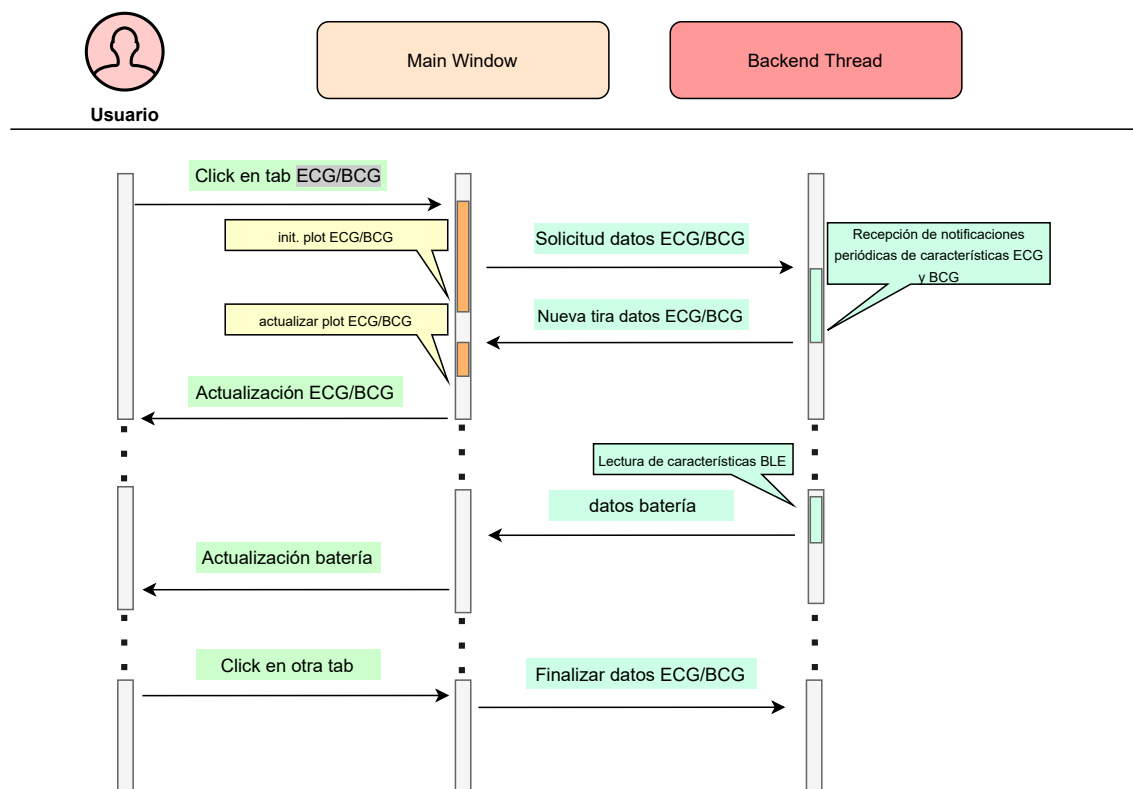 Main Window
Backend Thread
Usuario
Click en tab ECG/BCG
init. plot ECG/BCG
Solicitud datos ECG/BCG
Recepción de notificaciones
periódicas de características ECG
y BCG
actualizar plot ECG/BCG
Nueva tira datos ECG/BCG
Actualización ECG/BCG
Lectura de características BLE
datos batería
Actualización batería
Click en otra tab
Finalizar datos ECG/BCG